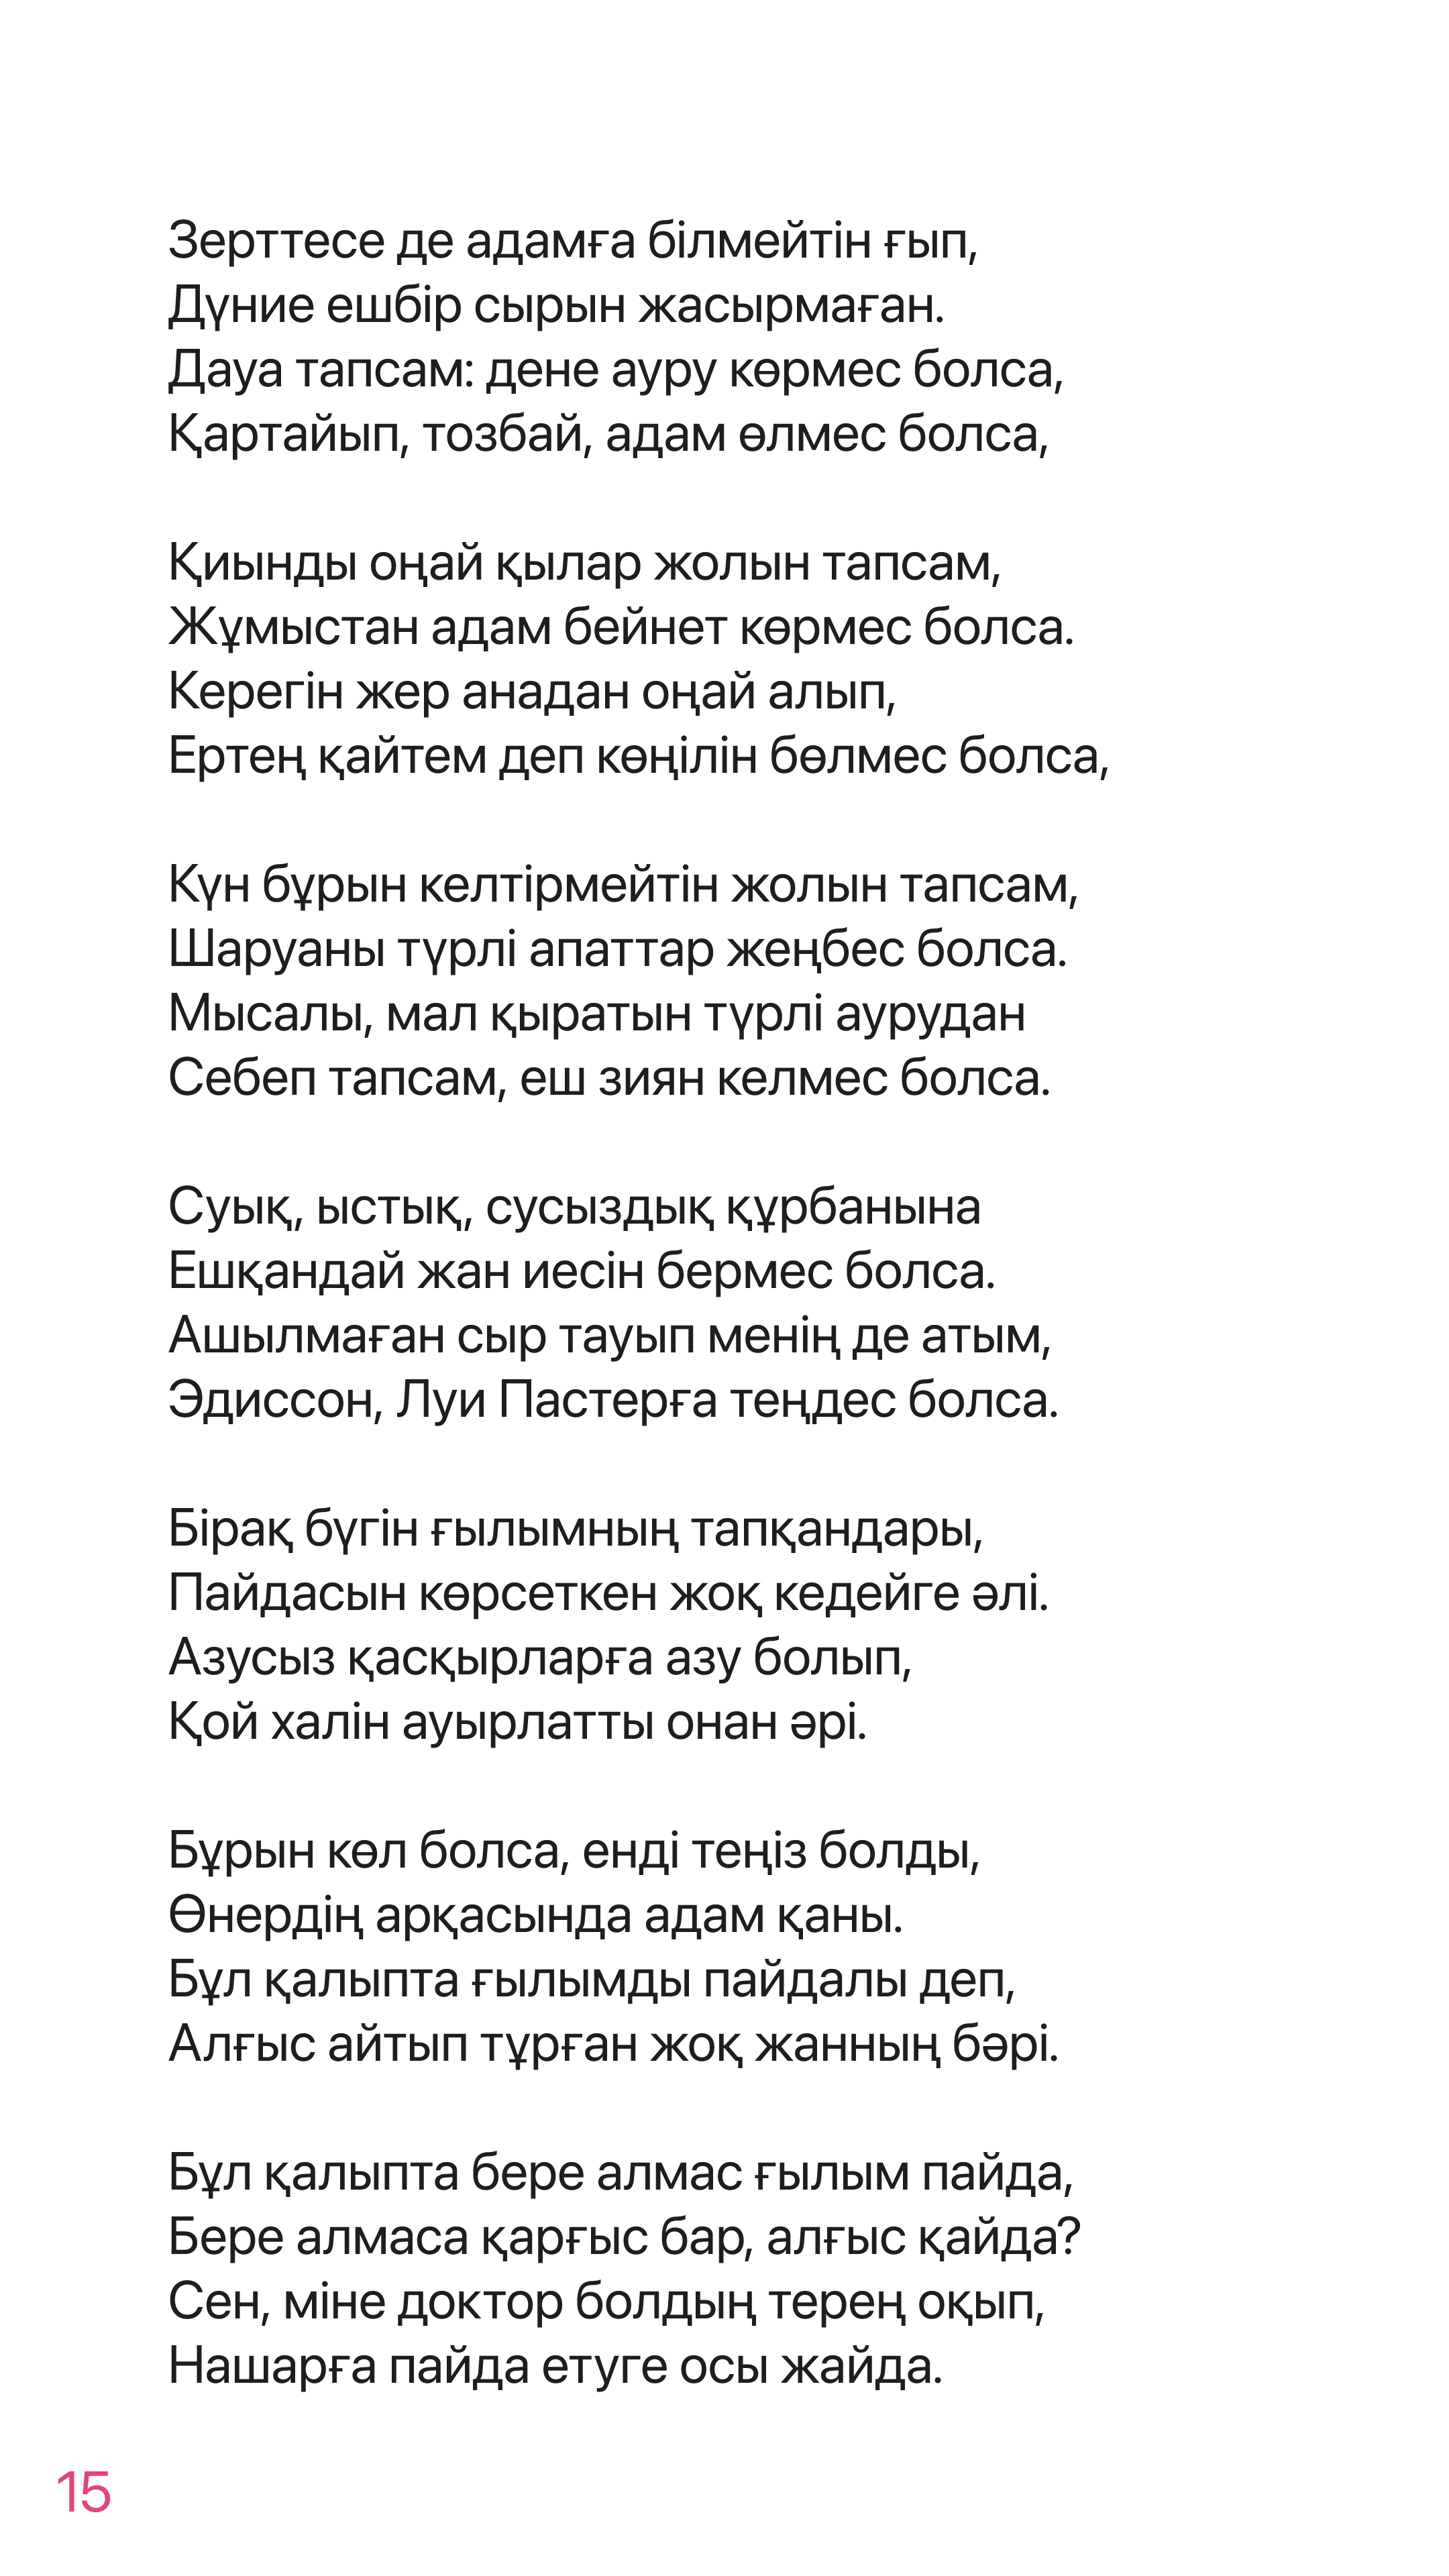 Зерттесе де адамға білмейтін ғып,
Дүние ешбір сырын жасырмаған.
Дауа тапсам: дене ауру көрмес болса,
Қартайып, тозбай, адам өлмес болса,

Қиынды оңай қылар жолын тапсам,
Жұмыстан адам бейнет көрмес болса.
Керегін жер анадан оңай алып,
Ертең қайтем деп көңілін бөлмес болса,

Күн бұрын келтірмейтін жолын тапсам,
Шаруаны түрлі апаттар жеңбес болса.
Мысалы, мал қыратын түрлі аурудан
Себеп тапсам, еш зиян келмес болса.

Суық, ыстық, сусыздық құрбанына
Ешқандай жан иесін бермес болса.
Ашылмаған сыр тауып менің де атым,
Эдиссон, Луи Пастерға теңдес болса.

Бірақ бүгін ғылымның тапқандары,
Пайдасын көрсеткен жоқ кедейге әлі.
Азусыз қасқырларға азу болып,
Қой халін ауырлатты онан әрі.

Бұрын көл болса, енді теңіз болды,
Өнердің арқасында адам қаны.
Бұл қалыпта ғылымды пайдалы деп,
Алғыс айтып тұрған жоқ жанның бәрі.

Бұл қалыпта бере алмас ғылым пайда,
Бере алмаса қарғыс бар, алғыс қайда?
Сен, міне доктор болдың терең оқып,
Нашарға пайда етуге осы жайда.

15